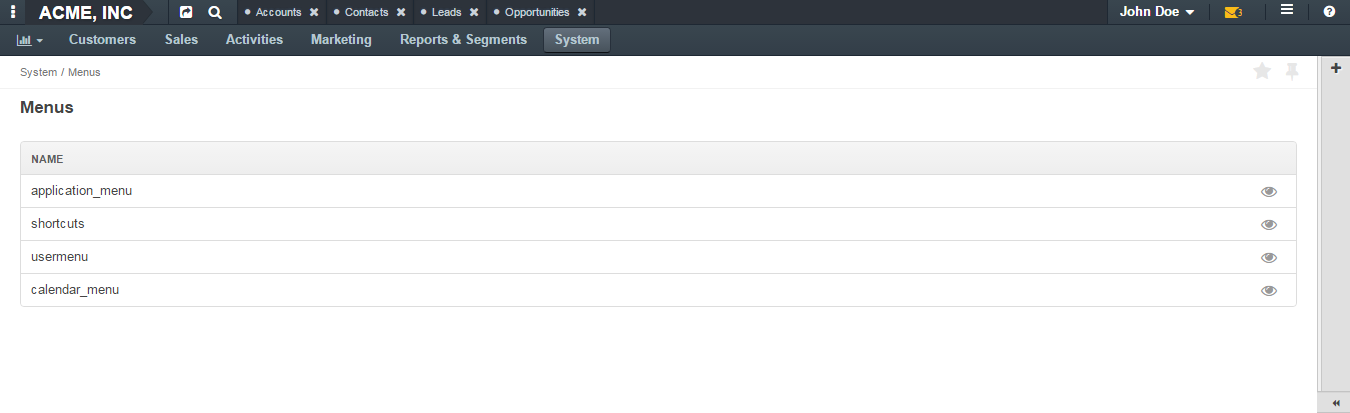 ACME, INC Accounts Contacts Leads Opportunities John Doe 3
Customers Sales Activities Marketing Reports & Segments System
System / Menus
Menus
NAME
application_menu
shortcuts
usermenu
calendar_menu